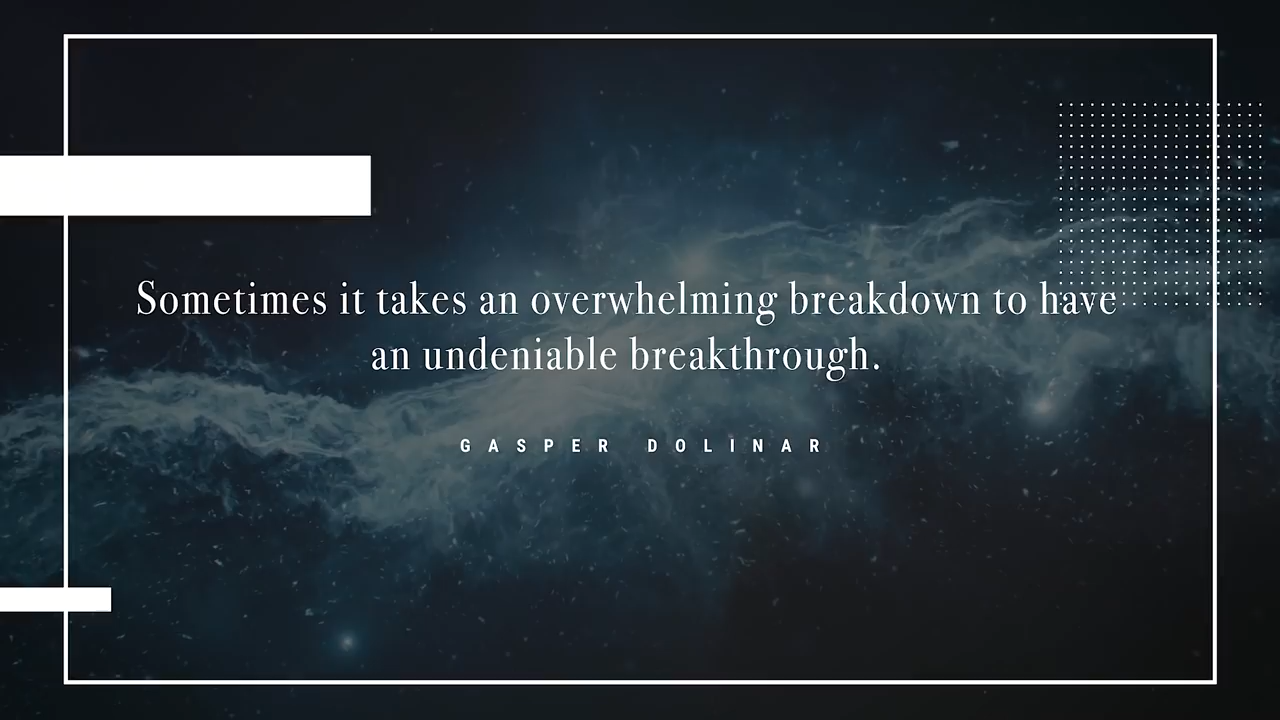 Sometimes it takes an overwhelming breakdown to have
an undeniable breakthrough.
GASPER DOLINAR